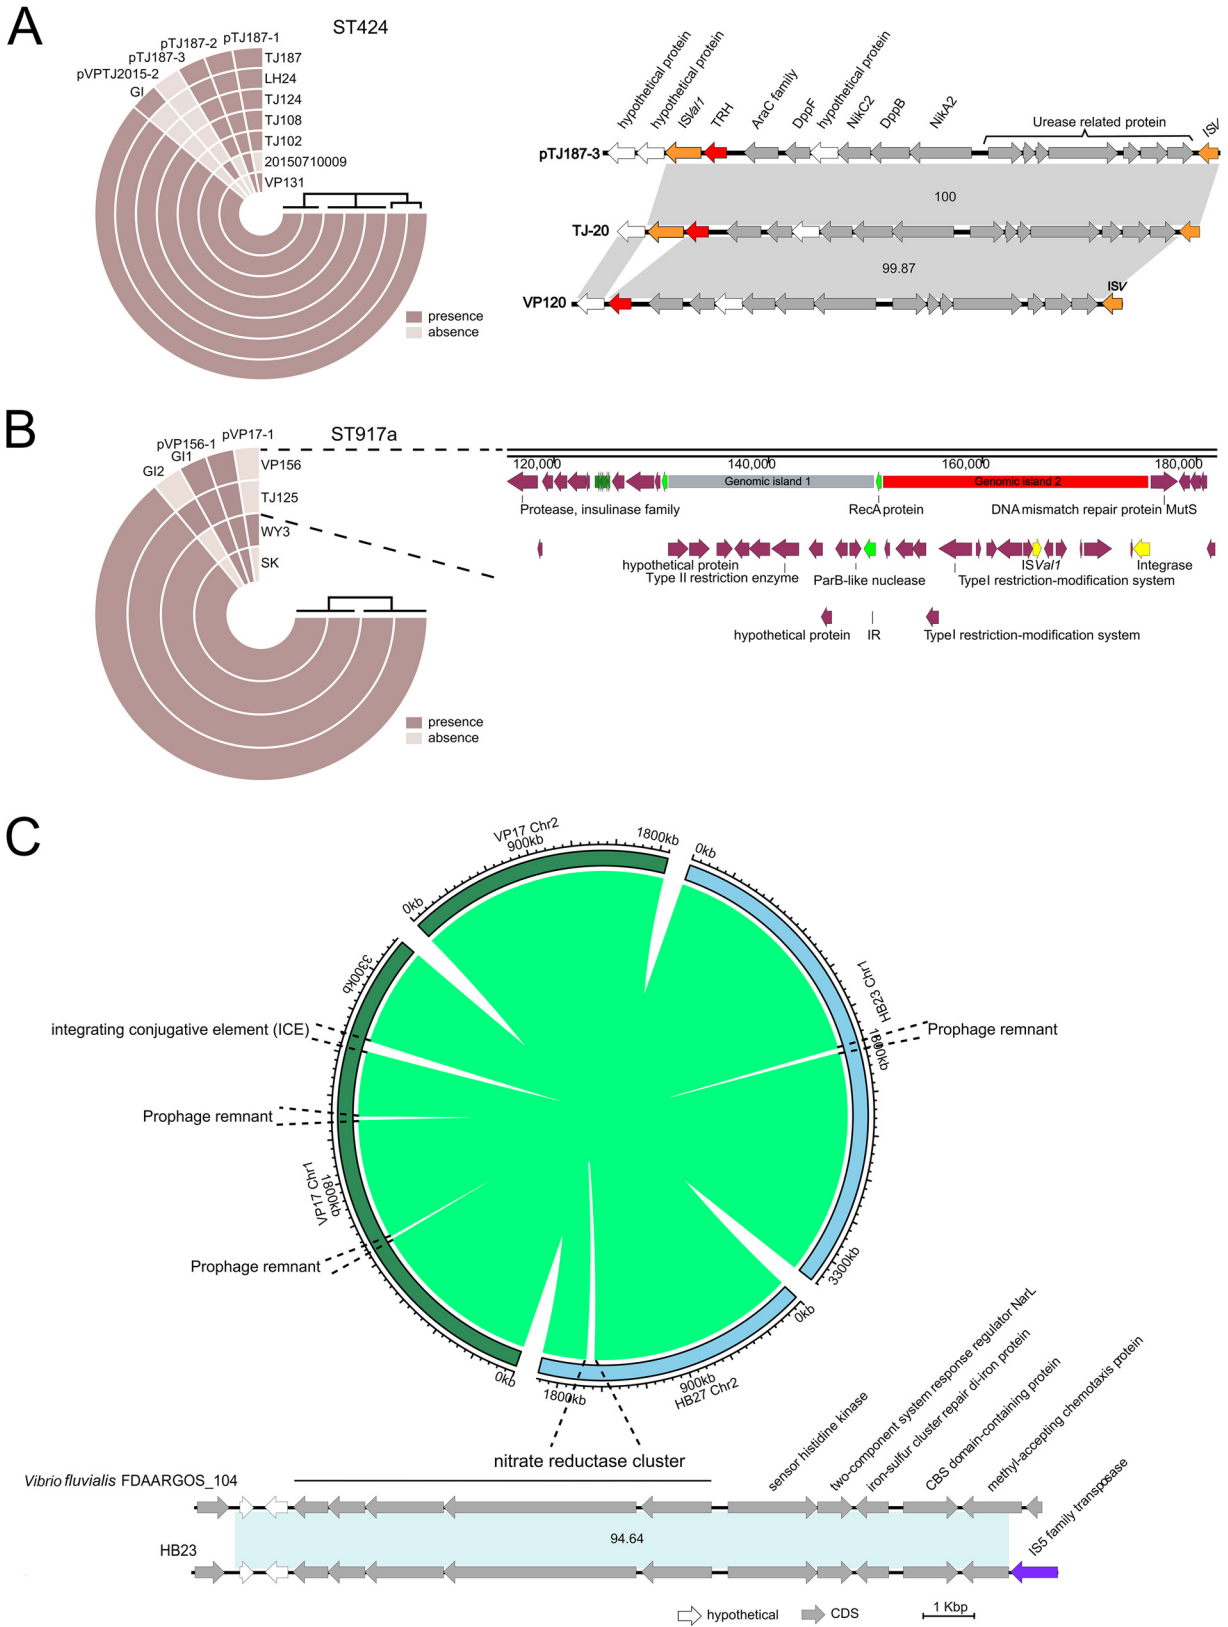 A
ST424
pTJ187-1
pTJ187-2
pTJ187-3
pVPTJ2015-2
GI
TJ187
LH24
TJ124
TJ108
TJ102
20150710009
VP131
presence
absence
hypothetical protein
hypothetical protein
ISVal1
TRH
AraC family
DppF
hypothetical protein
NikC2
DppB
NikA2
Urease related protein
ISV
pTJ187-3
100
TJ-20
99.87
ISV
VP120
B
ST917a
pVP17-1
pVP156-1
GI1
GI2
VP156
TJ125
WY3
SK
presence
absence
120,000
140,000
160,000
180,000
Genomic island 1
Genomic island 2
Protease, insulinase family
RecA protein
DNA mismatch repair protein MutS
hypothetical protein
Type II restriction enzyme
ParB-like nuclease
ISVal1
Integrase
TypeI restriction-modification system
hypothetical protein
IR
TypeI restriction-modification system
C
VP17 Chr2
900kb
1800kb
0kb
0kb
3300kb
HB23 Chr1
1800kb
integrating conjugative element (ICE)
Prophage remnant
Prophage remnant
VP17 Chr1
1800kb
Prophage remnant
3300kb
0kb
0kb
1800kb
900kb
HB27 Chr2
nitrate reductase cluster
sensor histidine kinase
two-component system response regulator NarL
iron-sulfur cluster repair di-iron protein
CBS domain-containing protein
methyl-accepting chemotaxis protein
IS5 family transposase
Vibrio fluvialis FDAARGOS_104
94.64
HB23
hypothetical
CDS
1 Kbp